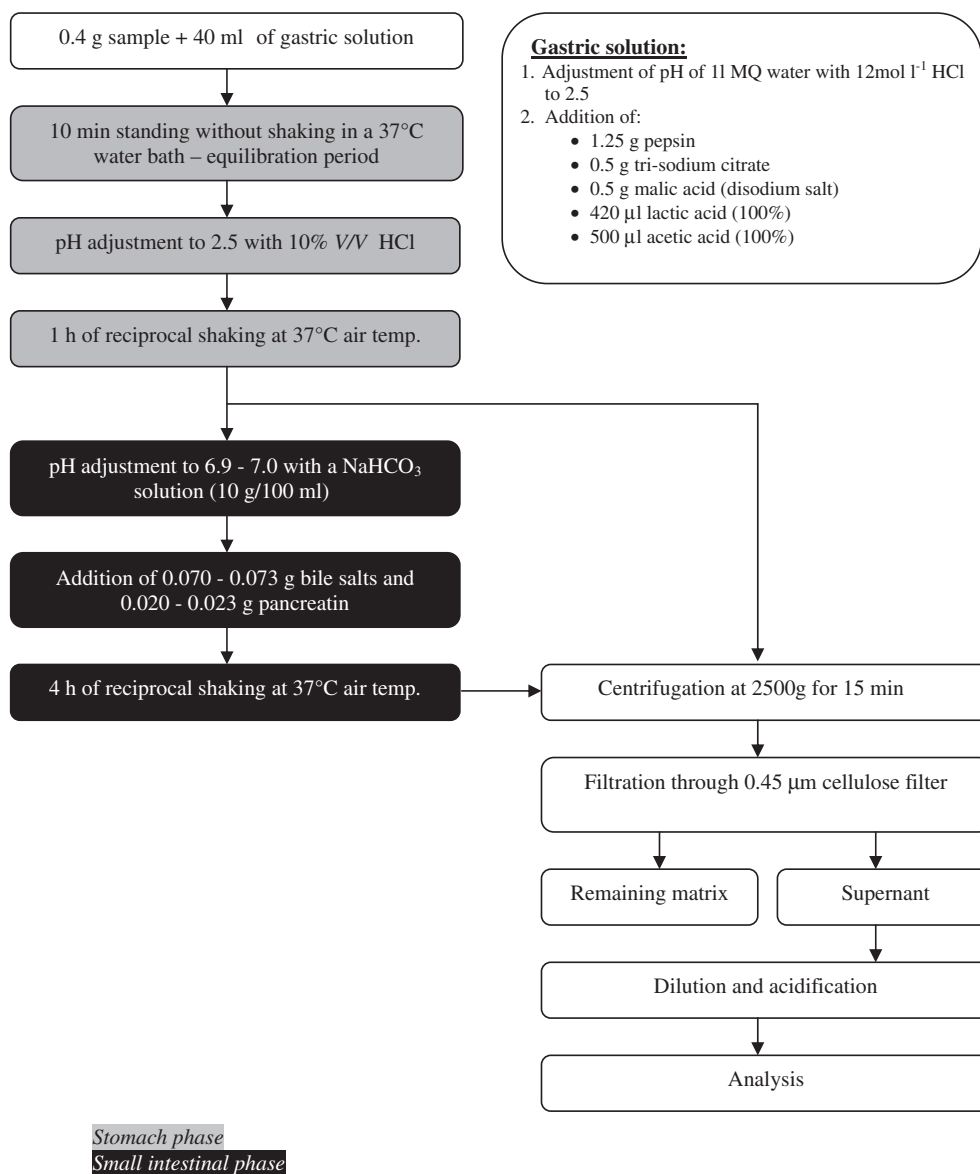 0.4 g sample + 40 ml of gastric solution
10 min standing without shaking in a 37°C
water bath – equilibration period
pH adjustment to 2.5 with 10% V/V HCl
1 h of reciprocal shaking at 37°C air temp.
pH adjustment to 6.9 - 7.0 with a NaHCO₃
solution (10 g/100 ml)
Addition of 0.070 - 0.073 g bile salts and
0.020 - 0.023 g pancreatin
4 h of reciprocal shaking at 37°C air temp.
Gastric solution:
1. Adjustment of pH of 1l MQ water with 12mol l⁻¹ HCl
to 2.5
2. Addition of:
• 1.25 g pepsin
• 0.5 g tri-sodium citrate
• 0.5 g malic acid (disodium salt)
• 420 µl lactic acid (100%)
• 500 µl acetic acid (100%)
Centrifugation at 2500g for 15 min
Filtration through 0.45 µm cellulose filter
Remaining matrix
Supernant
Dilution and acidification
Analysis
Stomach phase
Small intestinal phase